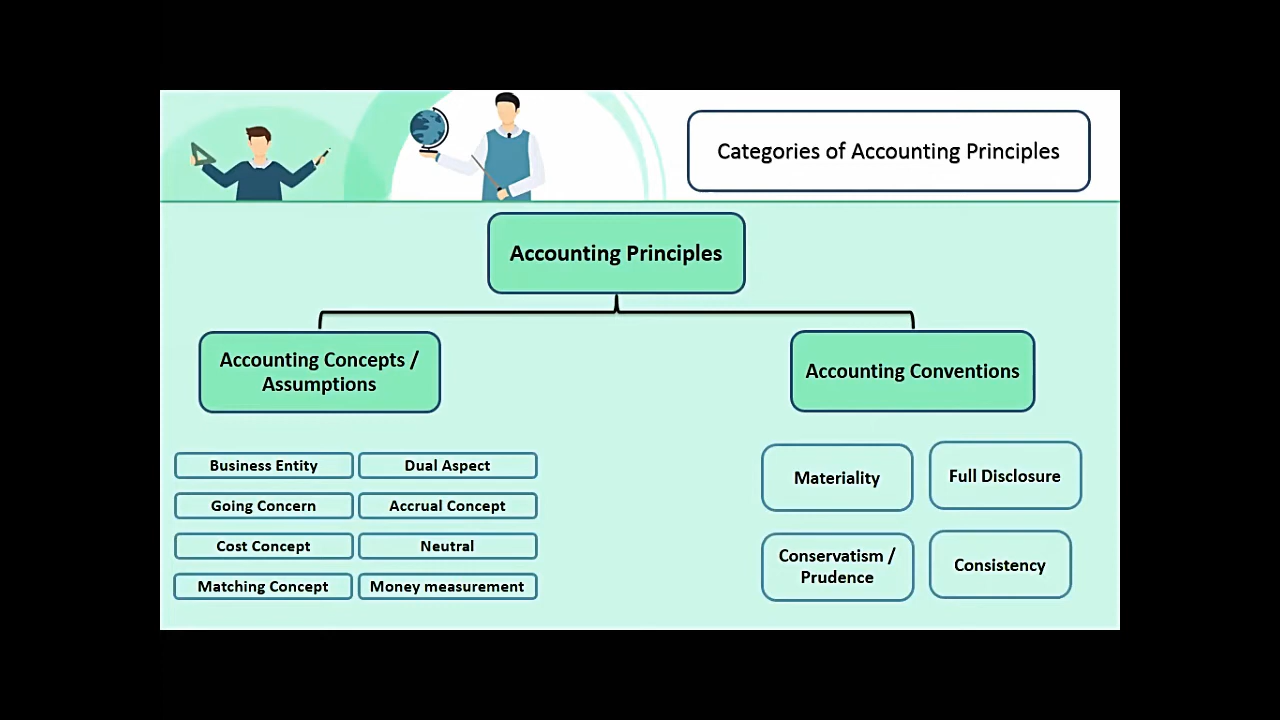 Categories of Accounting Principles
Accounting Principles
Accounting Concepts /
Assumptions
Accounting Conventions
Business Entity
Dual Aspect
Going Concern
Accrual Concept
Cost Concept
Neutral
Matching Concept
Money measurement
Materiality
Full Disclosure
Conservatism /
Prudence
Consistency